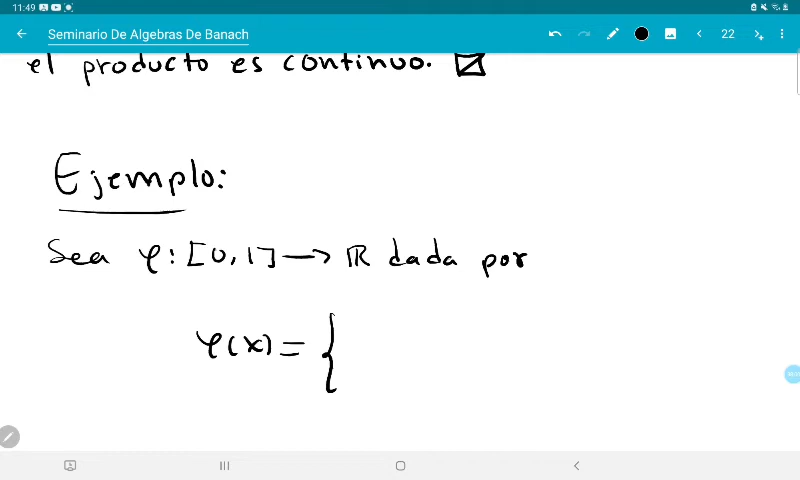 11:49
Seminario De Algebras De Banach
22
el producto es continuo.
Ejemplo:
Sea φ: [0,1] → ℝ dada por
φ(x) = {